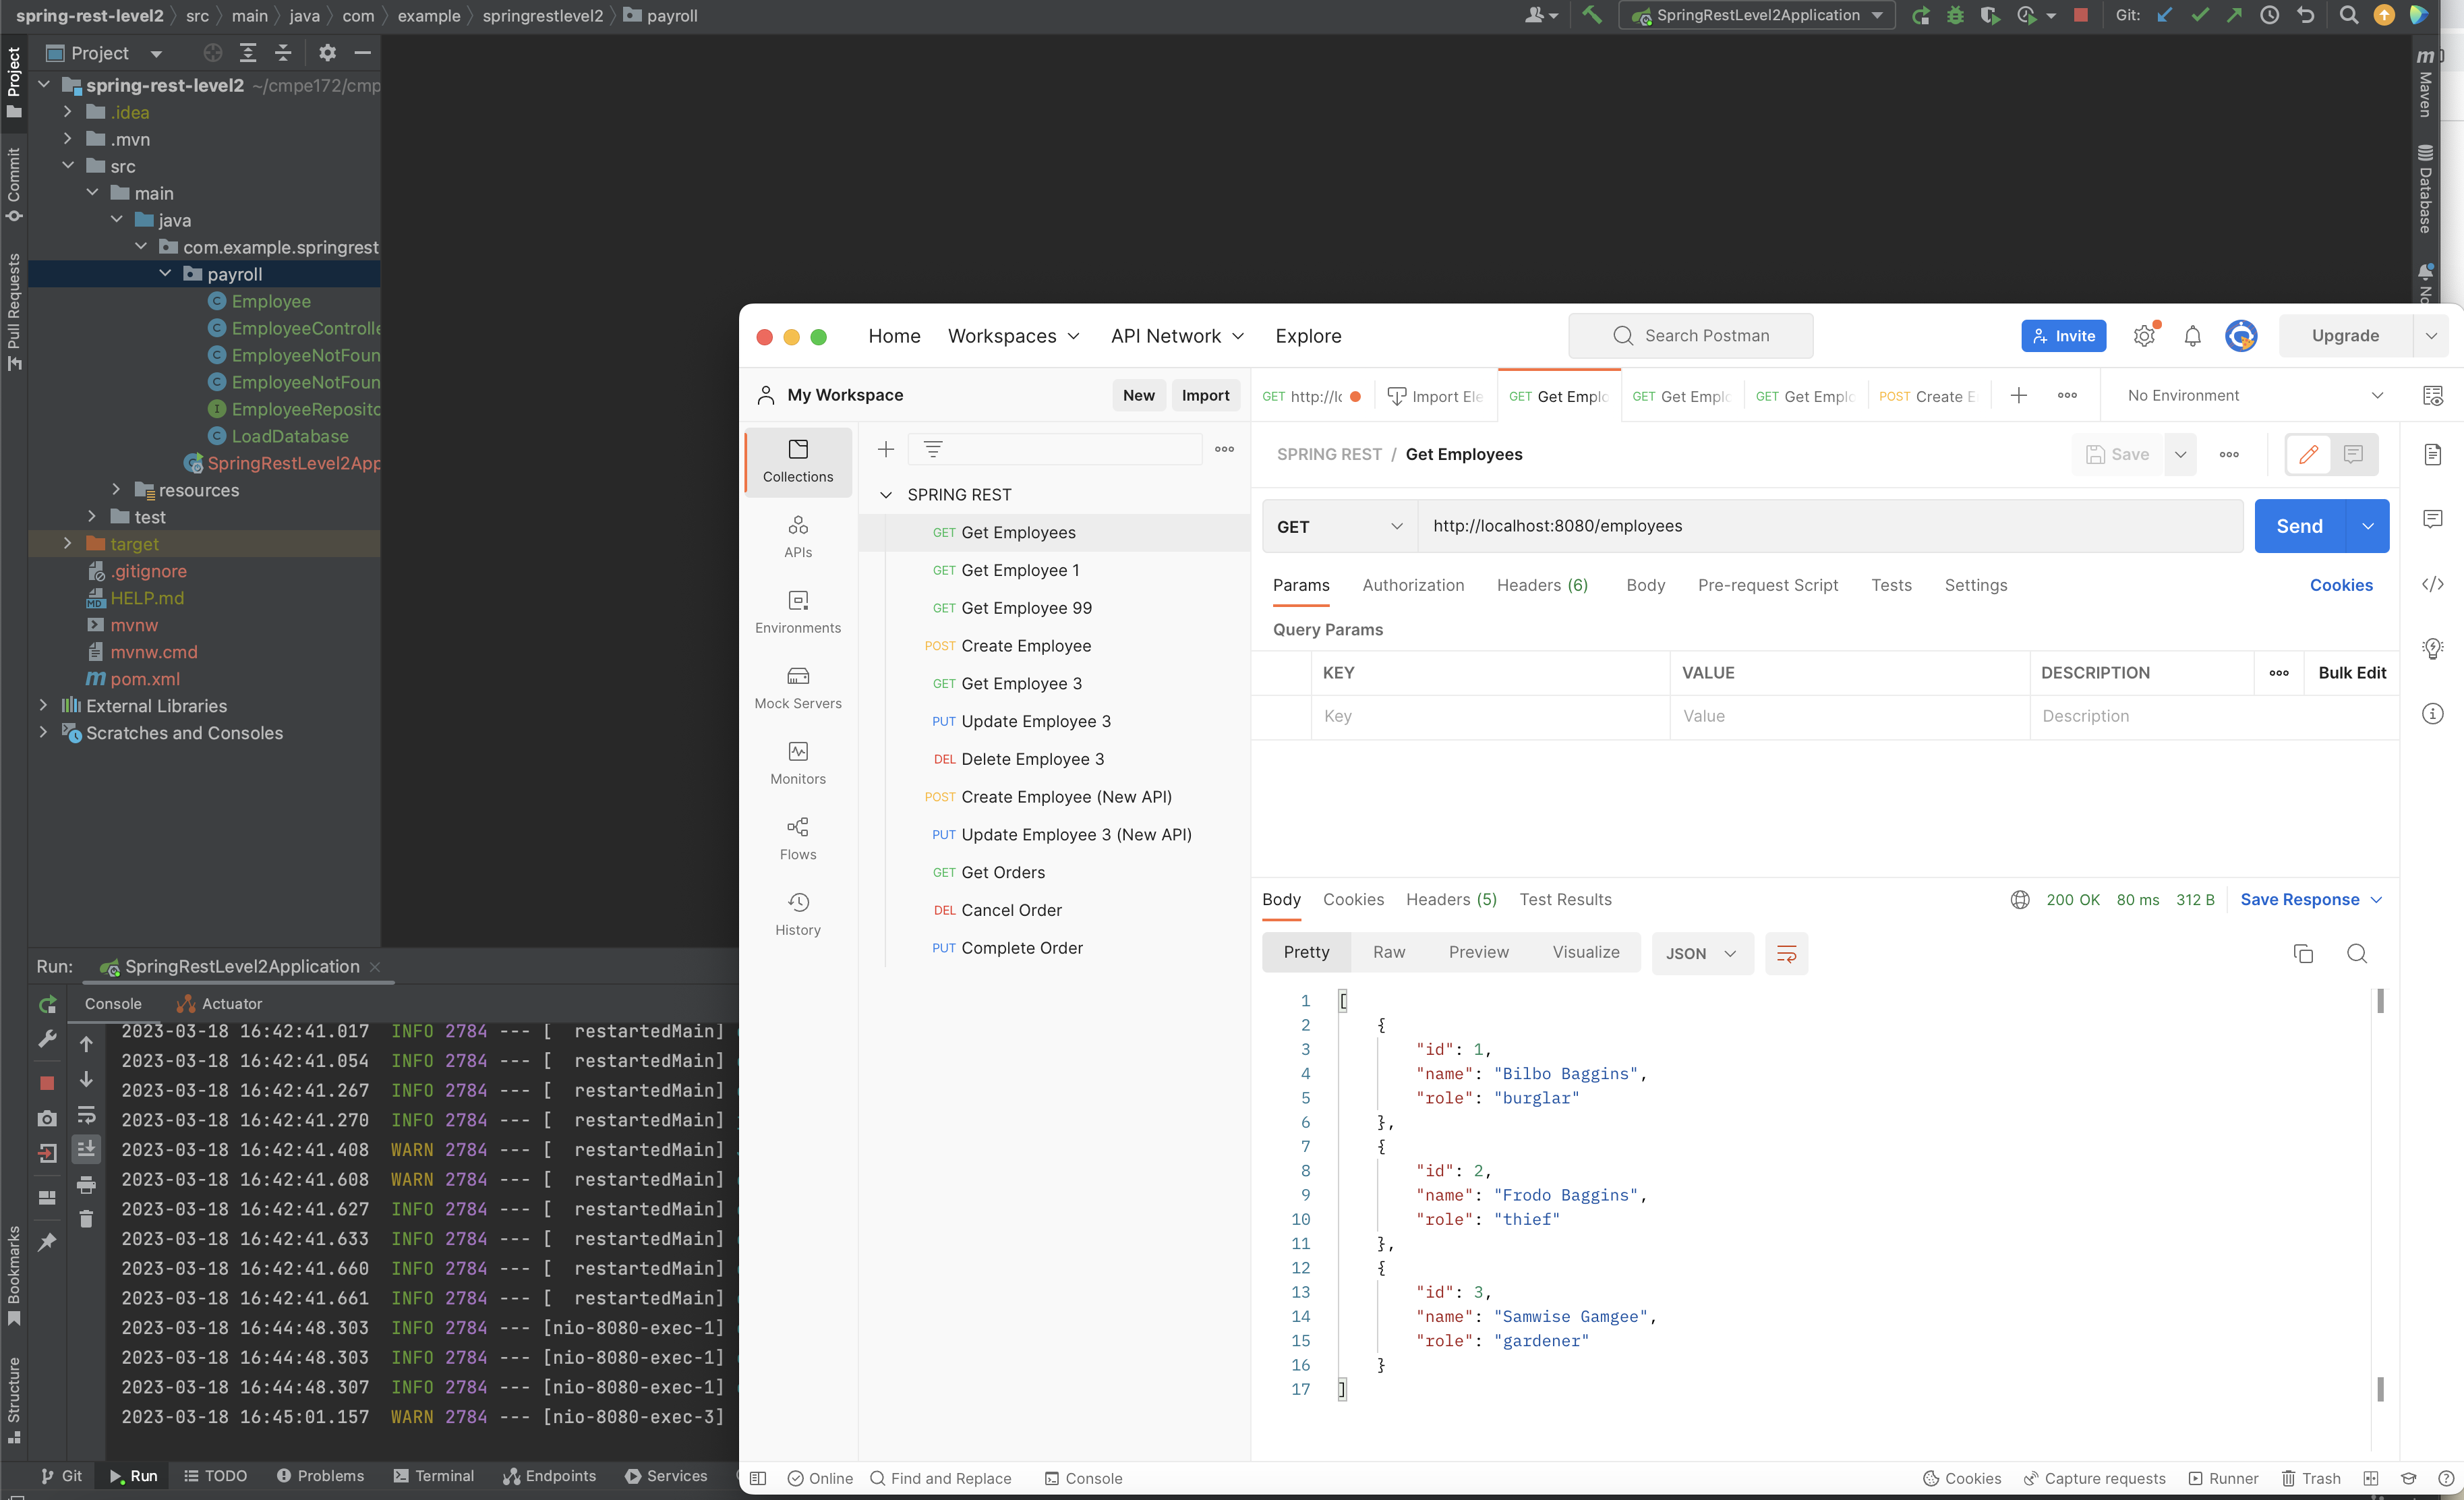 spring-rest-level2 src main java com example springrestlevel2 payroll
SpringRestLevel2Application
Git:
Project
spring-rest-level2 ~/cmpe172/cmp
.idea
.mvn
src
main
java
com.example.springrest
payroll
Employee
EmployeeControlle
EmployeeNotFoun
EmployeeNotFoun
EmployeeReposito
LoadDatabase
SpringRestLevel2App
resources
test
target
.gitignore
HELP.md
mvnw
mvnw.cmd
pom.xml
External Libraries
Scratches and Consoles
Project
Commit
Pull Requests
Bookmarks
Structure
Maven
Database
Run: SpringRestLevel2Application
Console Actuator
2023-03-18 16:42:41.017 INFO 2784 --- [ restartedMain]
2023-03-18 16:42:41.054 INFO 2784 --- [ restartedMain]
2023-03-18 16:42:41.267 INFO 2784 --- [ restartedMain]
2023-03-18 16:42:41.270 INFO 2784 --- [ restartedMain]
2023-03-18 16:42:41.408 WARN 2784 --- [ restartedMain]
2023-03-18 16:42:41.608 WARN 2784 --- [ restartedMain]
2023-03-18 16:42:41.627 INFO 2784 --- [ restartedMain]
2023-03-18 16:42:41.633 INFO 2784 --- [ restartedMain]
2023-03-18 16:42:41.660 INFO 2784 --- [ restartedMain]
2023-03-18 16:42:41.661 INFO 2784 --- [ restartedMain]
2023-03-18 16:44:48.303 INFO 2784 --- [nio-8080-exec-1]
2023-03-18 16:44:48.303 INFO 2784 --- [nio-8080-exec-1]
2023-03-18 16:44:48.307 INFO 2784 --- [nio-8080-exec-1]
2023-03-18 16:45:01.157 WARN 2784 --- [nio-8080-exec-3]
Git Run TODO Problems Terminal Endpoints Services
Home Workspaces API Network Explore Search Postman Invite Upgrade
My Workspace New Import
GET http://lc Import Ele GET Get Emplo GET Get Emplo GET Get Emplo POST Create E No Environment
Collections
APIs
Environments
Mock Servers
Monitors
Flows
History
SPRING REST
GET Get Employees
GET Get Employee 1
GET Get Employee 99
POST Create Employee
GET Get Employee 3
PUT Update Employee 3
DEL Delete Employee 3
POST Create Employee (New API)
PUT Update Employee 3 (New API)
GET Get Orders
DEL Cancel Order
PUT Complete Order
SPRING REST / Get Employees Save
GET http://localhost:8080/employees Send
Params Authorization Headers (6) Body Pre-request Script Tests Settings Cookies
Query Params
KEY VALUE DESCRIPTION Bulk Edit
Key Value Description
Body Cookies Headers (5) Test Results 200 OK 80 ms 312 B Save Response
Pretty Raw Preview Visualize JSON
1 [
2 {
3 "id": 1,
4 "name": "Bilbo Baggins",
5 "role": "burglar"
6 },
7 {
8 "id": 2,
9 "name": "Frodo Baggins",
10 "role": "thief"
11 },
12 {
13 "id": 3,
14 "name": "Samwise Gamgee",
15 "role": "gardener"
16 }
17 ]
Online Find and Replace Console Cookies Capture requests Runner Trash